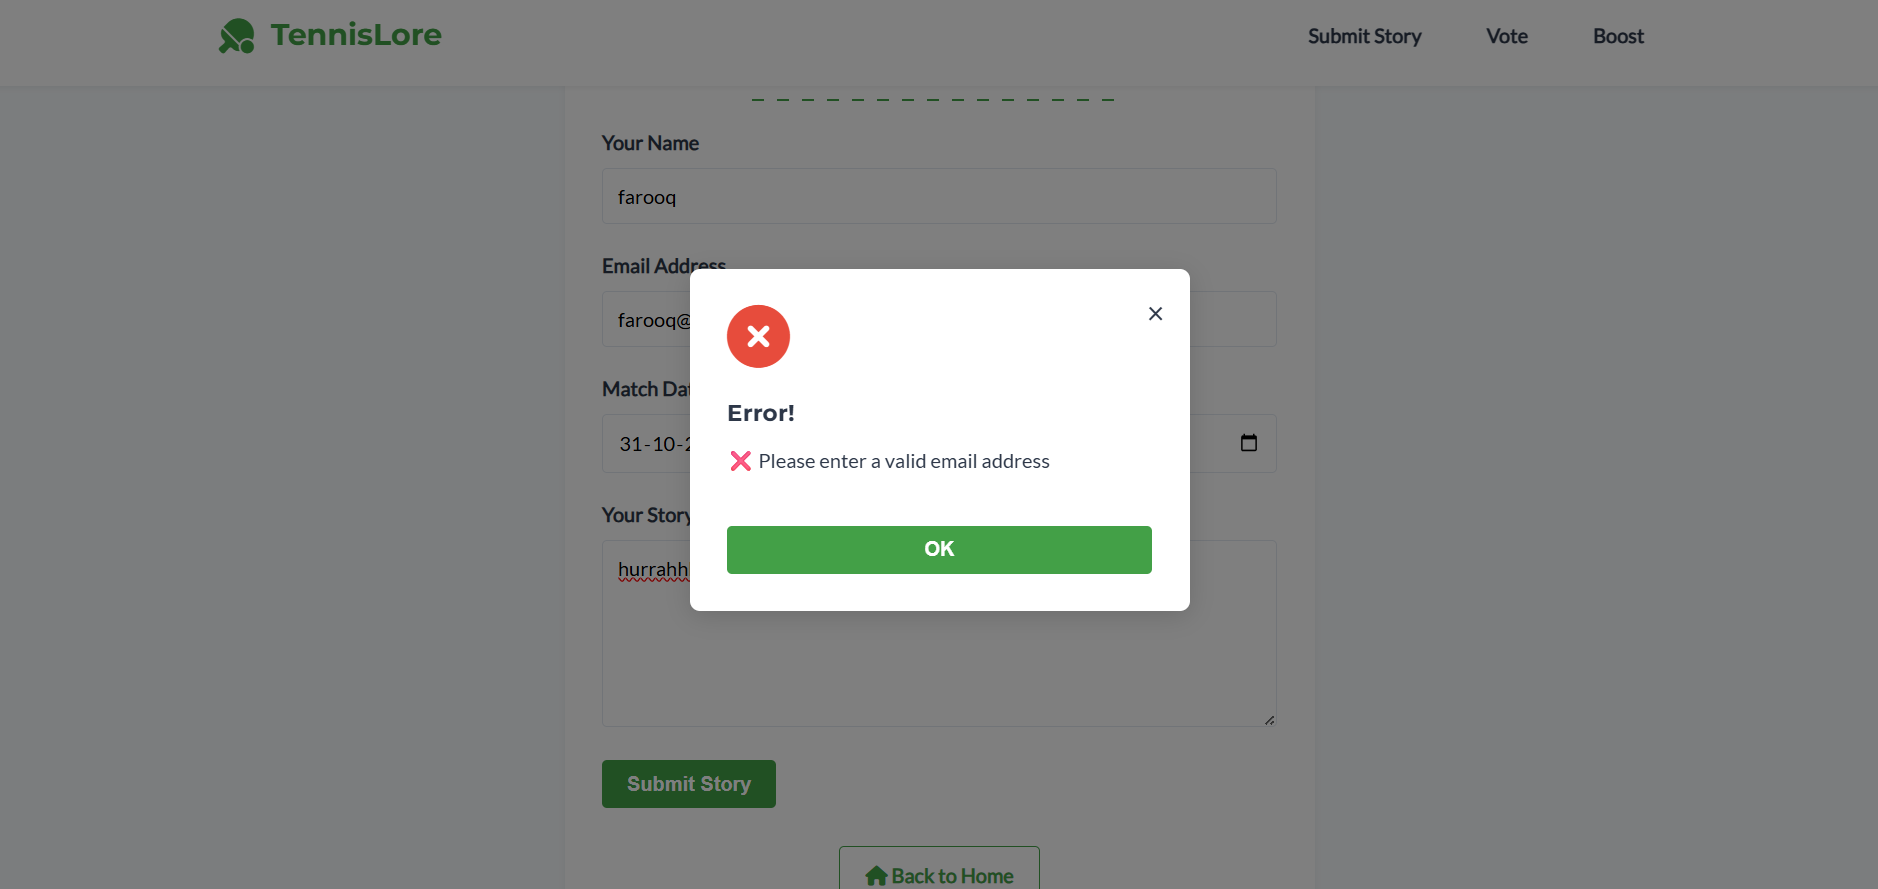 TennisLore
Submit Story
Vote
Boost
Your Name
farooq
Email Address
farooq@
Match Dat
31-10-2
Your Story
hurrahh
Error!
❌ Please enter a valid email address
OK
Submit Story
Back to Home